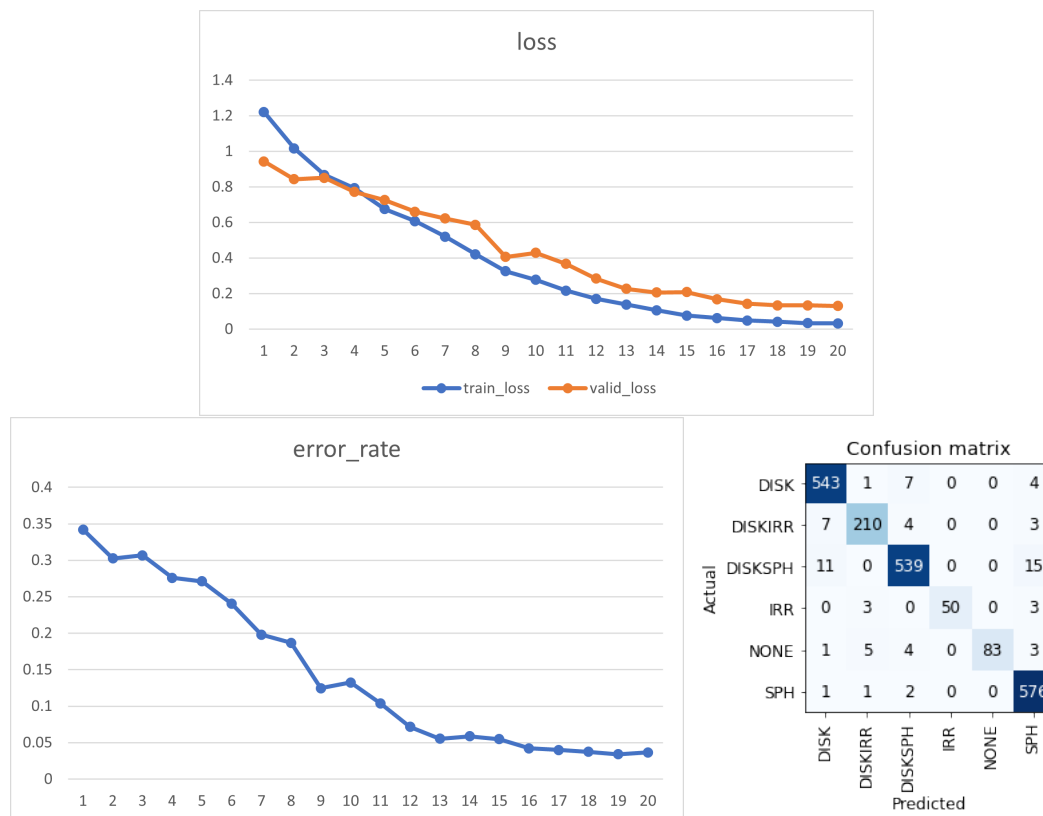 loss
1.4
1.2
1
0.8
0.6
0.4
0.2
0
1 2 3 4 5 6 7 8 9 10 11 12 13 14 15 16 17 18 19 20
train_loss valid_loss
error_rate
0.4
0.35
0.3
0.25
0.2
0.15
0.1
0.05
0
1 2 3 4 5 6 7 8 9 10 11 12 13 14 15 16 17 18 19 20
Confusion matrix
Actual
DISK 543 1 7 0 0 4
DISKIRR 7 210 4 0 0 3
DISKSPH 11 0 539 0 0 15
IRR 0 3 0 50 0 3
NONE 1 5 4 0 83 3
SPH 1 1 2 0 0 576
DISK DISKIRR DISKSPH IRR NONE SPH
Predicted